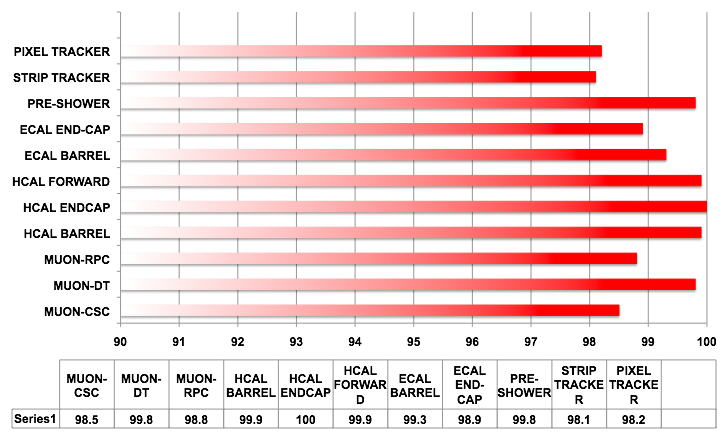 PIXEL TRACKER
STRIP TRACKER
PRE-SHOWER
ECAL END-CAP
ECAL BARREL
HCAL FORWARD
HCAL ENDCAP
HCAL BARREL
MUON-RPC
MUON-DT
MUON-CSC
90 91 92 93 94 95 96 97 98 99 100
MUON-
CSC
MUON-
DT
MUON-
RPC
HCAL
BARREL
HCAL
ENDCAP
HCAL
FORWAR
D
ECAL
BARREL
ECAL
END-
CAP
PRE-
SHOWER
STRIP
TRACKE
R
PIXEL
TRACKE
R
Series1 98.5 99.8 98.8 99.9 100 99.9 99.3 98.9 99.8 98.1 98.2